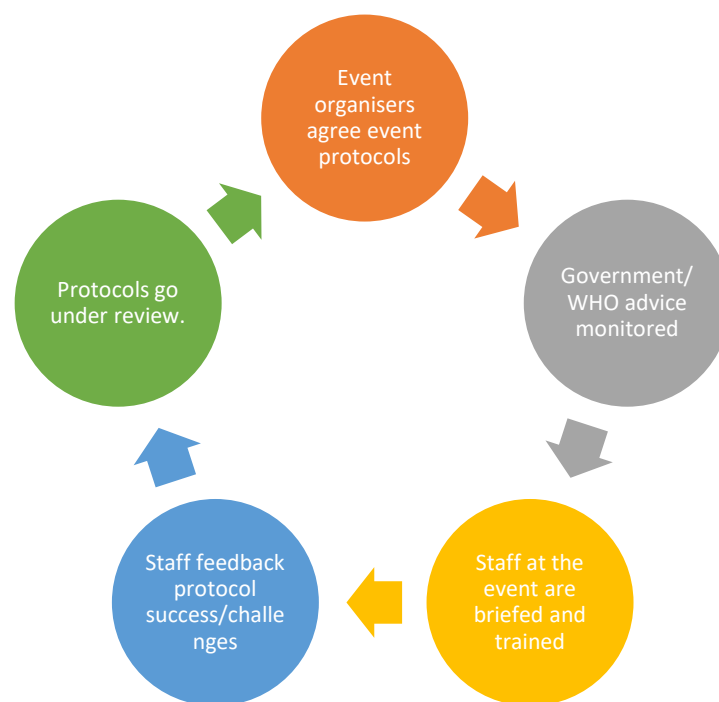 Event
organisers
agree event
protocols
Government/
WHO advice
monitored
Staff at the
event are
briefed and
trained
Staff feedback
protocol
success/challe
nges
Protocols go
under review.